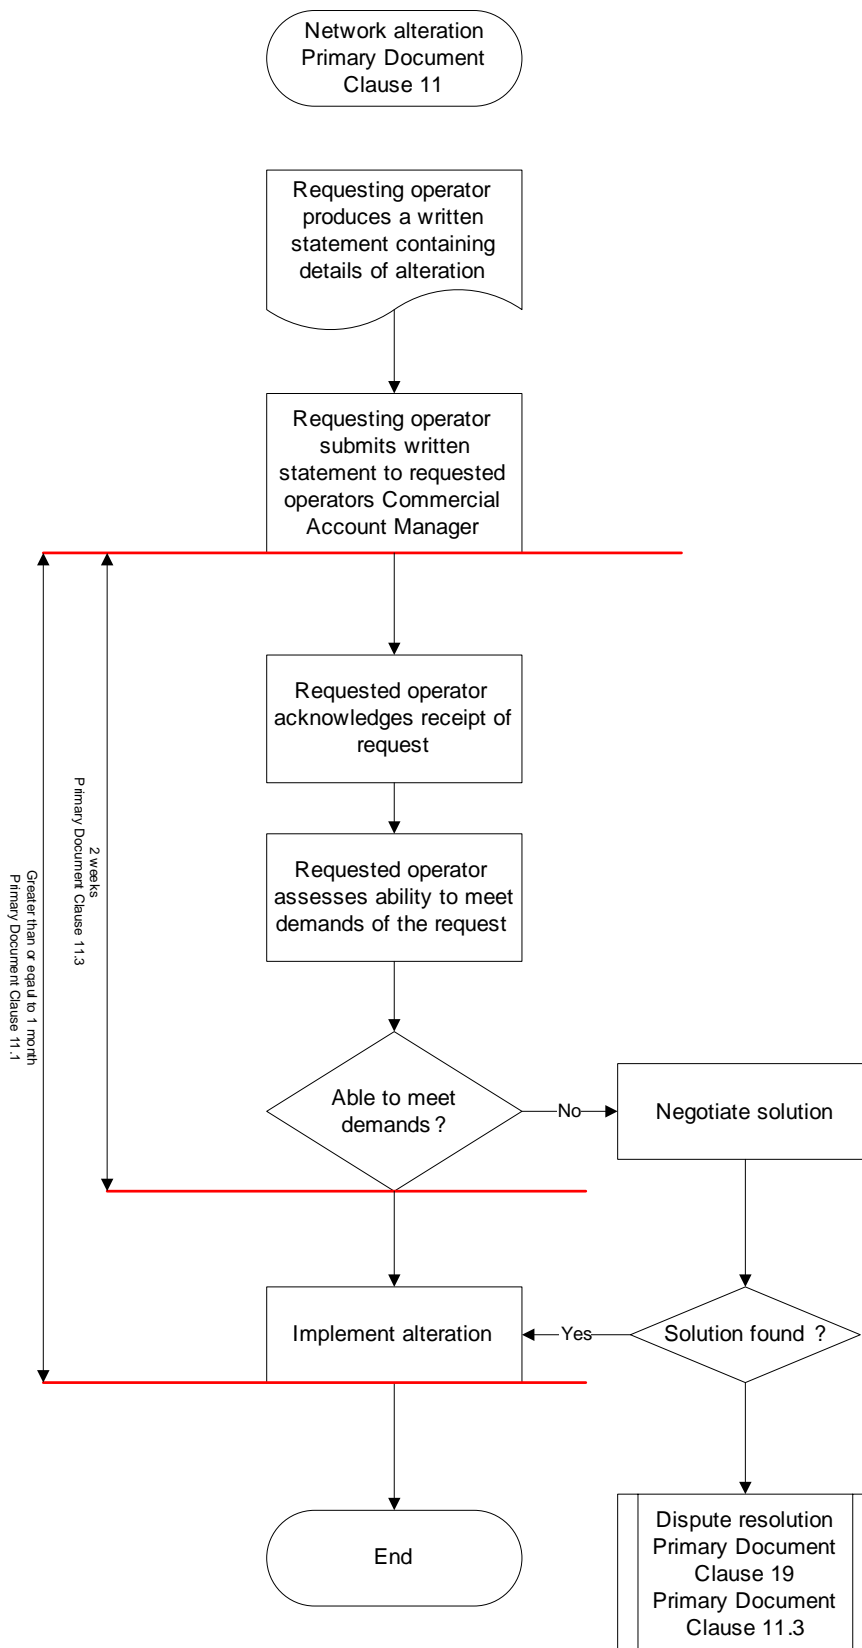 Network alteration
Primary Document
Clause 11
Requesting operator
produces a written
statement containing
details of alteration
Requesting operator
submits written
statement to requested
operators Commercial
Account Manager
Requested operator
acknowledges receipt of
request
2 weeks
Primary Document Clause 11.3
Greater than or eqaul to 1 month
Primary Document Clause 11.1
Requested operator
assesses ability to meet
demands of the request
Able to meet
demands ?
No
Negotiate solution
Implement alteration
Yes
Solution found ?
End
Dispute resolution
Primary Document
Clause 19
Primary Document
Clause 11.3